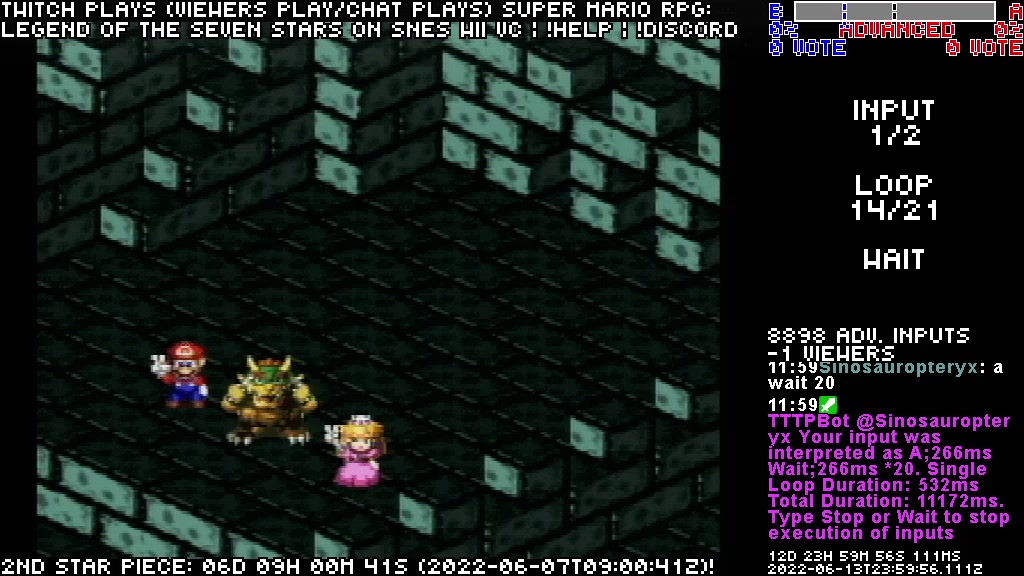 TWITCH PLAYS (VIEWERS PLAY/CHAT PLAYS) SUPER MARIO RPG:
LEGEND OF THE SEVEN STARS ON SNES WII VC ¦ !HELP ¦ !DISCORD
B A
0% ADVANCED 0%
0 VOTE 0 VOTE
INPUT
1/2
LOOP
14/21
WAIT
8898 ADV. INPUTS
-1 VIEWERS
11:59 Sinosauropteryx: a
wait 20
11:59
TTTPBot @Sinosauropter
yx Your input was
interpreted as A;266ms
Wait;266ms *20. Single
Loop Duration: 532ms
Total Duration: 11172ms.
Type Stop or Wait to stop
execution of inputs
12D 23H 59M 56S 111MS
2022-06-13T23:59:56.111Z
2ND STAR PIECE: 06D 09H 00M 41S (2022-06-07T09:00:41Z)!